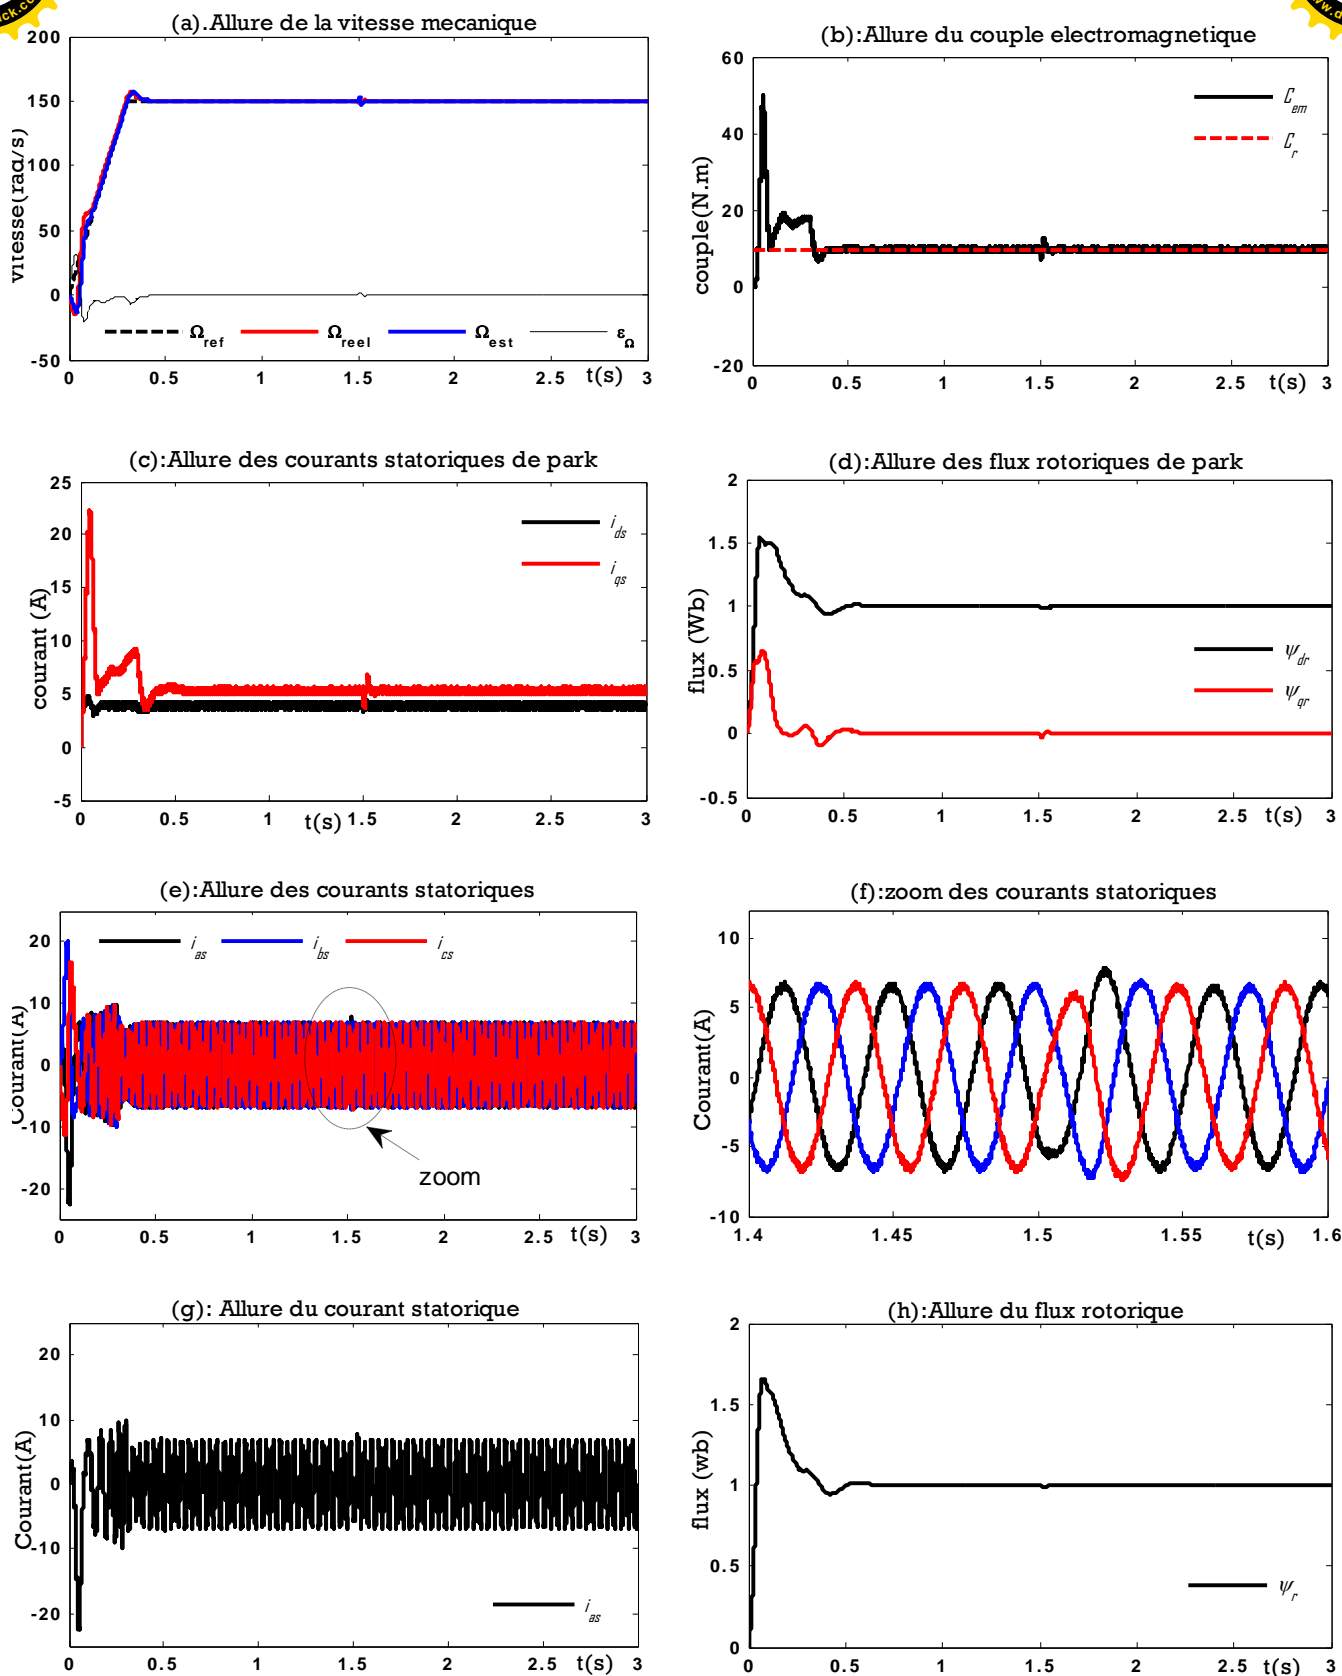 ck.co
www.d
(a).Allure de la vitesse mecanique
200
150
100
50
0
-50
vitesse(rad/s)
Ω ref Ω reel Ω est ε Ω
0 0.5 1 1.5 2 2.5 3
t(s)
(b):Allure du couple electromagnetique
60
40
20
0
-20
couple(N.m)
C em
C r
0 0.5 1 1.5 2 2.5 t(s) 3
(c):Allure des courants statoriques de park
25
20
15
10
5
0
-5
courant (A)
i ds
i qs
0 0.5 1 t(s) 1.5 2 2.5 3
(d):Allure des flux rotoriques de park
2
1.5
1
0.5
0
-0.5
flux (Wb)
ψ dr
ψ qr
0 0.5 1 1.5 2 2.5 t(s) 3
(e):Allure des courants statoriques
20
10
0
-10
-20
Courant(A)
i as i bs i cs
zoom
0 0.5 1 1.5 2 2.5 t(s) 3
(f):zoom des courants statoriques
10
5
0
-5
-10
Courant(A)
1.4 1.45 1.5 1.55 t(s) 1.6
(g): Allure du courant statorique
20
10
0
-10
-20
Courant(A)
i as
0 0.5 1 1.5 2 2.5 t(s) 3
(h):Allure du flux rotorique
2
1.5
1
0.5
0
flux (wb)
ψ r
0 0.5 1 1.5 2 2.5 t(s) 3